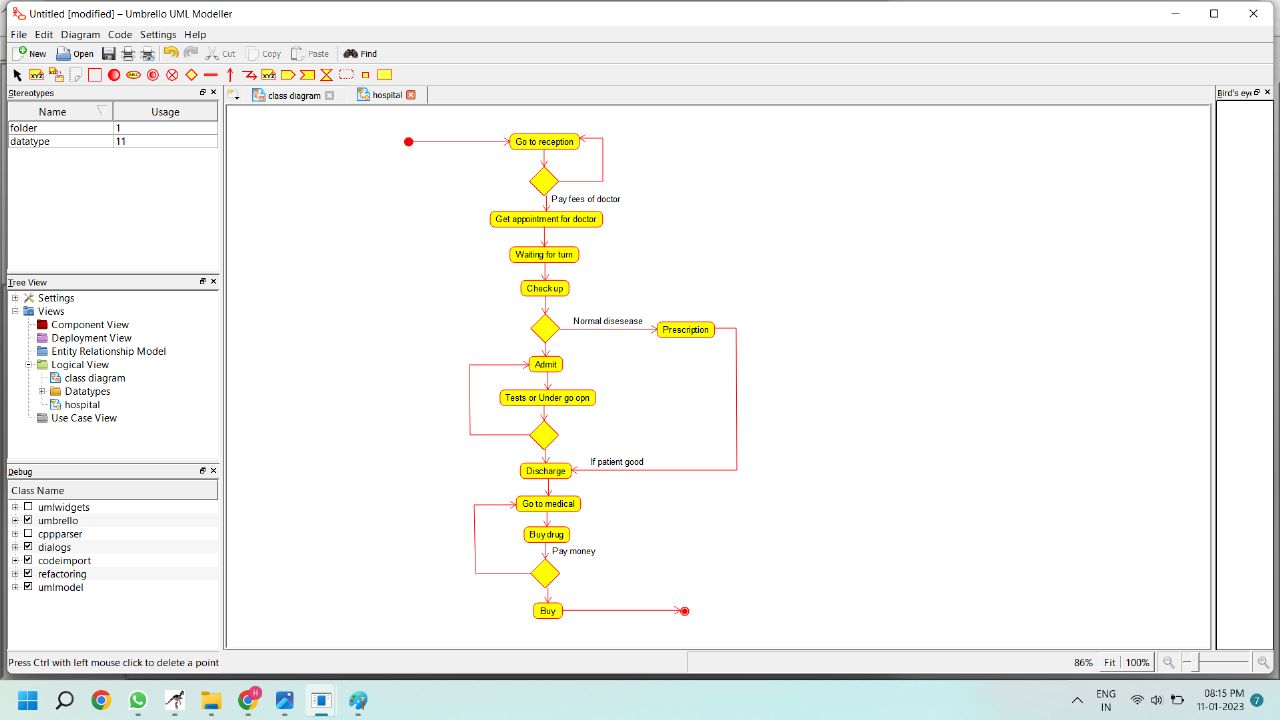 Untitled [modified] – Umbrello UML Modeller
File Edit Diagram Code Settings Help
New Open Cut Copy Paste Find
XYZ ABC XYZ
Stereotypes
Name Usage
folder 1
datatype 11
Tree View
Settings
Views
Component View
Deployment View
Entity Relationship Model
Logical View
class diagram
Datatypes
hospital
Use Case View
Debug
Class Name
umlwidgets
umbrello
cppparser
dialogs
codeimport
refactoring
umlmodel
class diagram hospital
Go to reception
Pay fees of doctor
Get appointment for doctor
Waiting for turn
Check up
Normal disesease
Prescription
Admit
Tests or Under go opn
If patient good
Discharge
Go to medical
Buy drug
Pay money
Buy
Bird's eye
Press Ctrl with left mouse click to delete a point
86% Fit 100%
H
ENG
IN
08:15 PM
11-01-2023
7